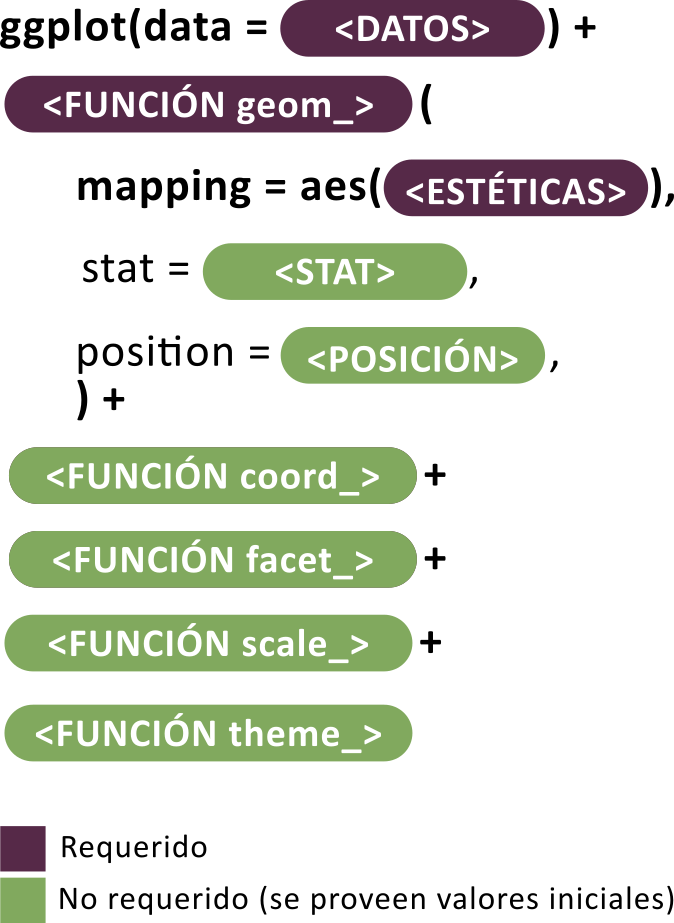 ggplot(data = <DATOS>) +
<FUNCIÓN geom_> (
mapping = aes(<ESTÉTICAS>),
stat = <STAT>,
position = <POSICIÓN>,
) +
<FUNCIÓN coord_> +
<FUNCIÓN facet_> +
<FUNCIÓN scale_> +
<FUNCIÓN theme_>
Requerido
No requerido (se proveen valores iniciales)